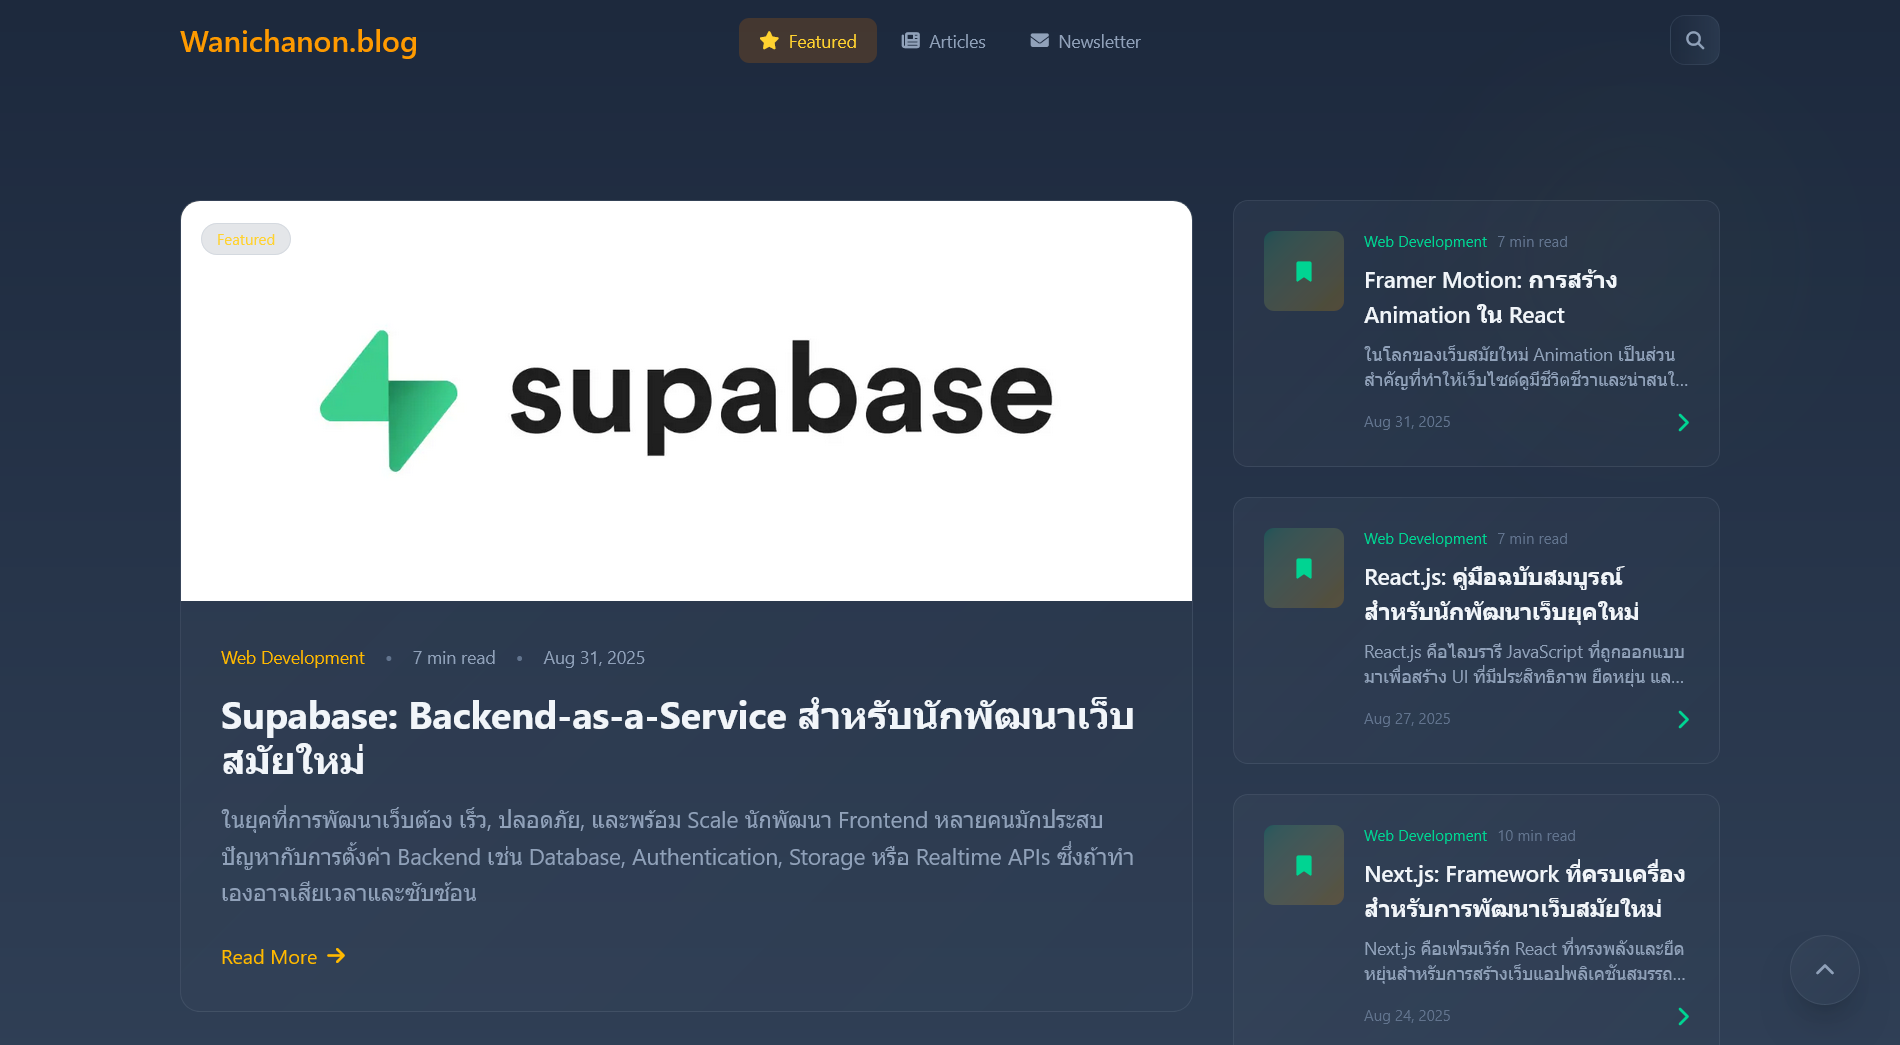 Wanichanon.blog
Featured
Articles
Newsletter
Featured
supabase
Web Development • 7 min read • Aug 31, 2025
Supabase: Backend-as-a-Service สำหรับนักพัฒนาเว็บ
สมัยใหม่
ในยุคที่การพัฒนาเว็บต้อง เร็ว, ปลอดภัย, และพร้อม Scale นักพัฒนา Frontend หลายคนมักประสบ
ปัญหากับการตั้งค่า Backend เช่น Database, Authentication, Storage หรือ Realtime APIs ซึ่งถ้าทำ
เองอาจเสียเวลาและซับซ้อน
Read More
Web Development 7 min read
Framer Motion: การสร้าง
Animation ใน React
ในโลกของเว็บสมัยใหม่ Animation เป็นส่วน
สำคัญที่ทำให้เว็บไซต์ดูมีชีวิตชีวาและน่าสนใ...
Aug 31, 2025
Web Development 7 min read
React.js: คู่มือฉบับสมบูรณ์
สำหรับนักพัฒนาเว็บยุคใหม่
React.js คือไลบรารี JavaScript ที่ถูกออกแบบ
มาเพื่อสร้าง UI ที่มีประสิทธิภาพ ยืดหยุ่น แล...
Aug 27, 2025
Web Development 10 min read
Next.js: Framework ที่ครบเครื่อง
สำหรับการพัฒนาเว็บสมัยใหม่
Next.js คือเฟรมเวิร์ก React ที่ทรงพลังและยืด
หยุ่นสำหรับการสร้างเว็บแอปพลิเคชันสมรรถ...
Aug 24, 2025